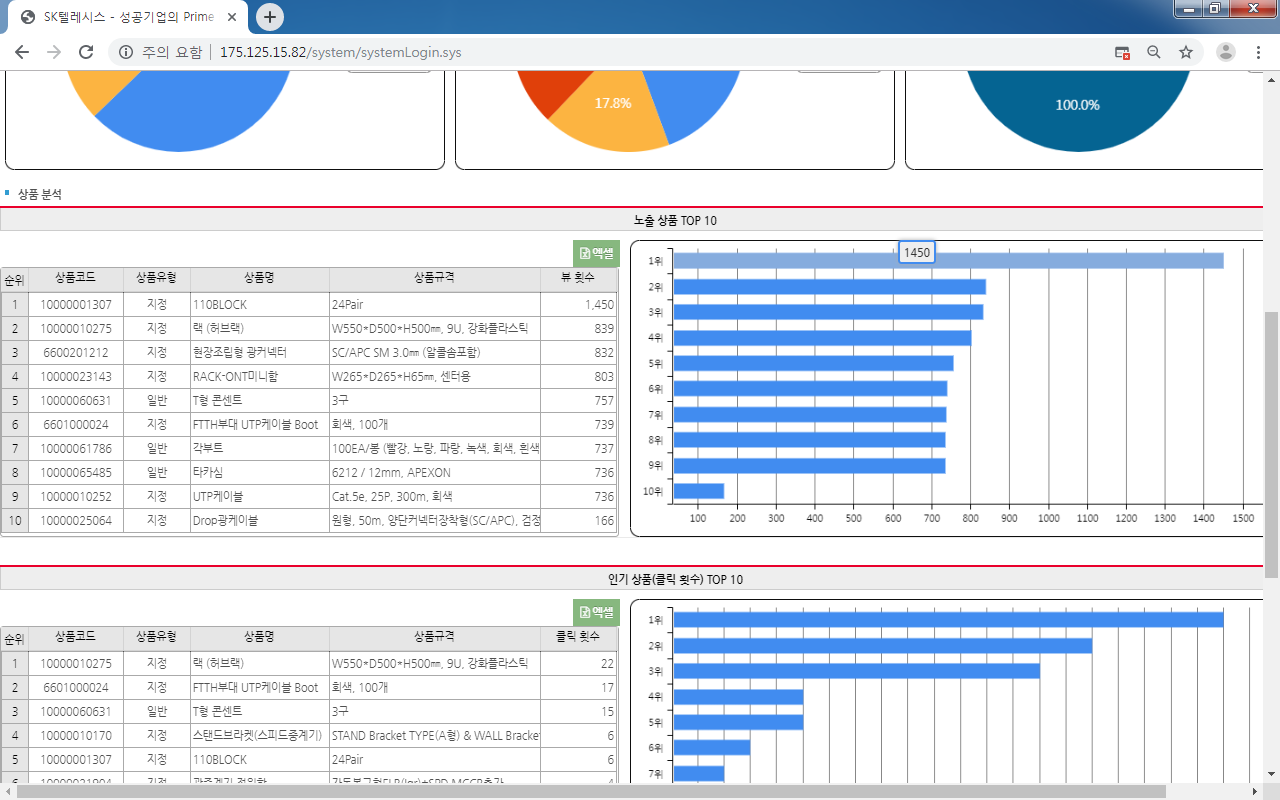 SK텔레시스 - 성공기업의 Prime
주의 요함 175.125.15.82/system/systemLogin.sys
17.8%
100.0%
상품 분석
노출 상품 TOP 10
엑셀
순위 상품코드 상품유형 상품명 상품규격 뷰 횟수
1 10000001307 지정 110BLOCK 24Pair 1,450
2 10000010275 지정 랙 (허브랙) W550*D500*H500㎜, 9U, 강화플라스틱 839
3 6600201212 지정 현장조립형 광커넥터 SC/APC SM 3.0㎜ (알콜솜포함) 832
4 10000023143 지정 RACK-ONT미니함 W265*D265*H65㎜, 센터용 803
5 10000060631 일반 T형 콘센트 3구 757
6 6601000024 지정 FTTH부대 UTP케이블 Boot 회색, 100개 739
7 10000061786 일반 각부트 100EA/봉 (빨강, 노랑, 파랑, 녹색, 회색, 흰색 737
8 10000065485 일반 타카심 6212 / 12mm, APEXON 736
9 10000010252 지정 UTP케이블 Cat.5e, 25P, 300m, 회색 736
10 10000025064 지정 Drop광케이블 원형, 50m, 양단커넥터장착형(SC/APC), 검정 166
1450
1위
2위
3위
4위
5위
6위
7위
8위
9위
10위
100 200 300 400 500 600 700 800 900 1000 1100 1200 1300 1400 1500
인기 상품(클릭 횟수) TOP 10
엑셀
순위 상품코드 상품유형 상품명 상품규격 클릭 횟수
1 10000010275 지정 랙 (허브랙) W550*D500*H500㎜, 9U, 강화플라스틱 22
2 6601000024 지정 FTTH부대 UTP케이블 Boot 회색, 100개 17
3 10000060631 일반 T형 콘센트 3구 15
4 10000010170 지정 스탠드브라켓(스피드중계기) STAND Bracket TYPE(A형) & WALL Bracket 6
5 10000001307 지정 110BLOCK 24Pair 6
1위
2위
3위
4위
5위
6위
7위